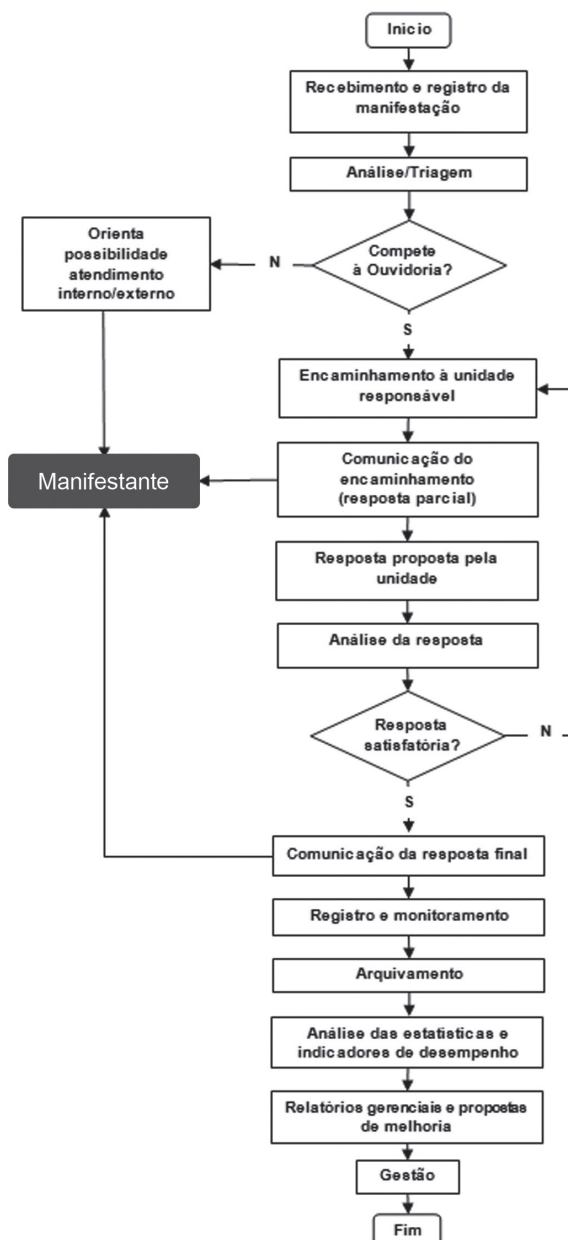 Inicio
Recebimento e registro da
manifestação
Análise/Triagem
Compete
à Ouvidoria?
N
Orienta
possibilidade
atendimento
interno/externo
S
Encaminhamento à unidade
responsável
Comunicação do
encaminhamento
(resposta parcial)
Manifestante
Resposta proposta pela
unidade
Análise da resposta
Resposta
satisfatória?
N
S
Comunicação da resposta final
Registro e monitoramento
Arquivamento
Análise das estatisticas e
indicadores de desempenho
Relatórios gerenciais e propostas
de melhoria
Gestão
Fim